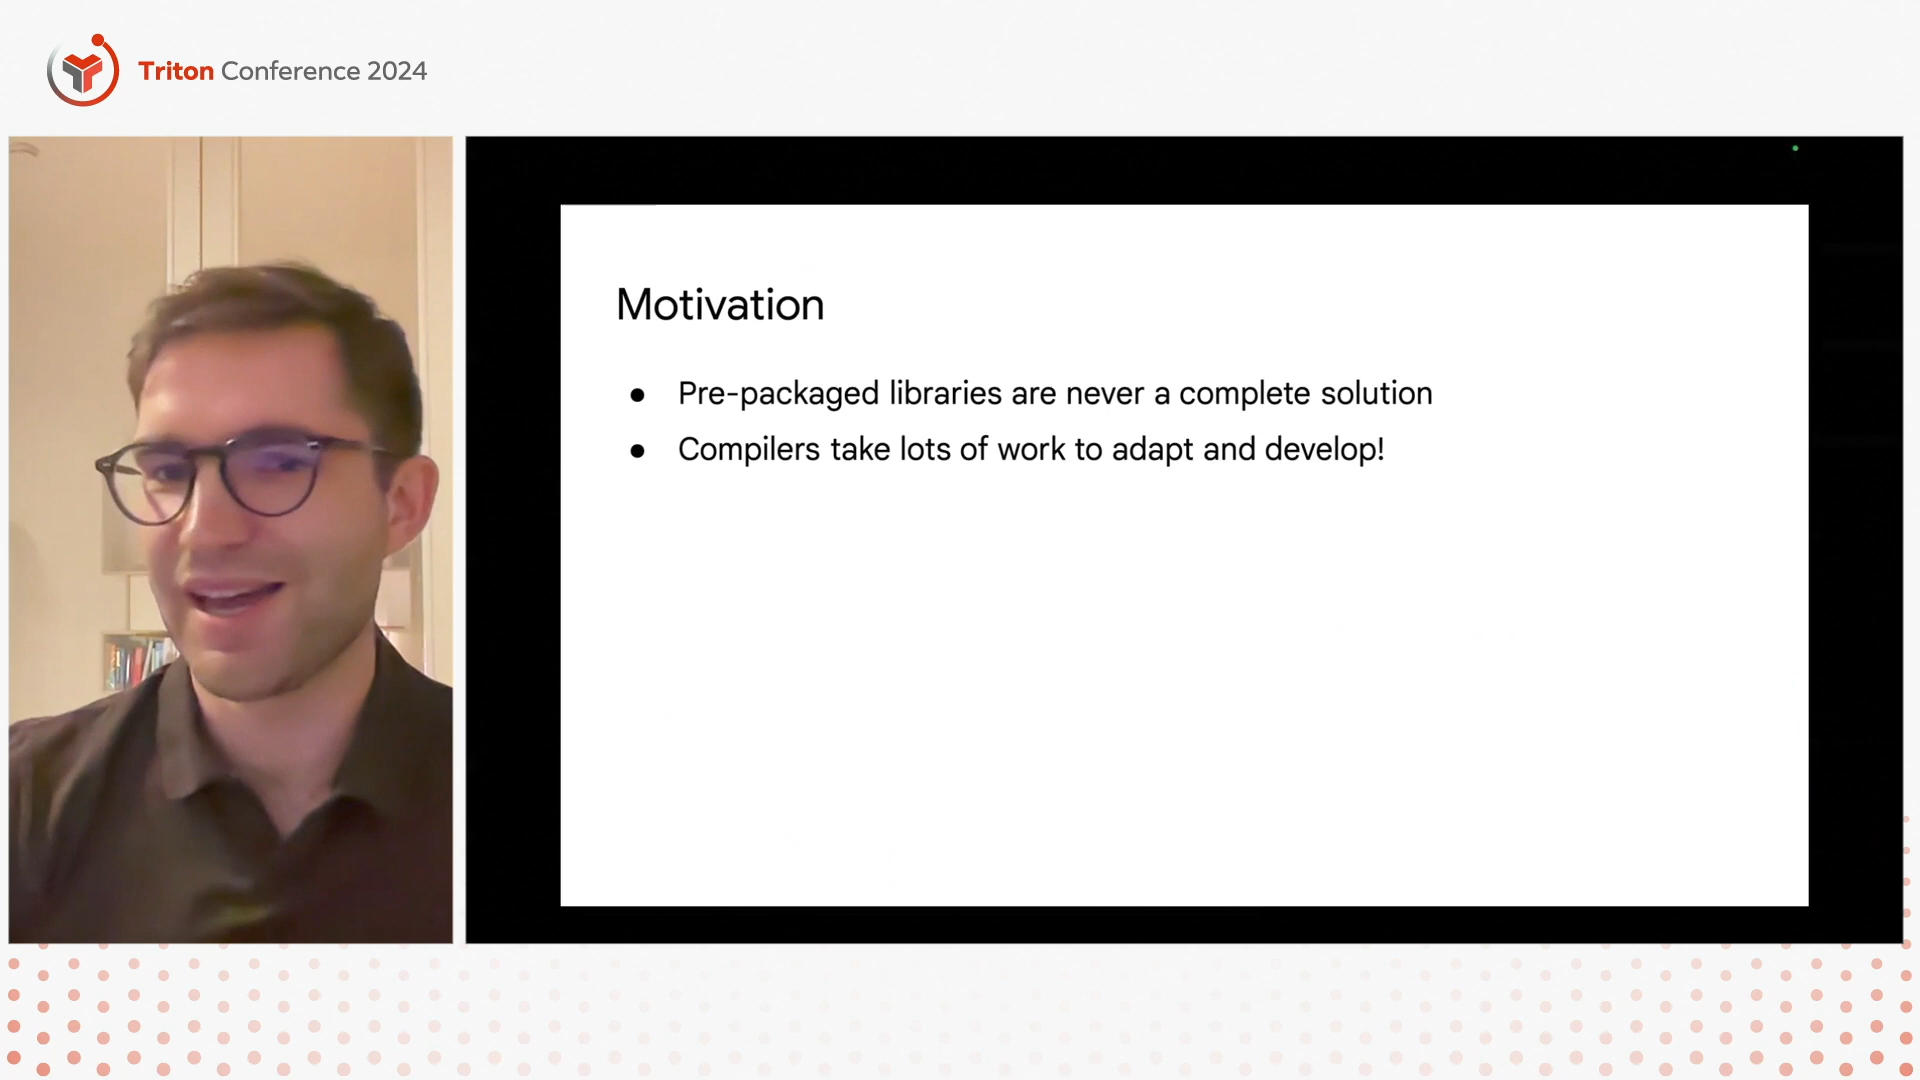 Triton Conference 2024
Motivation
● Pre-packaged libraries are never a complete solution
● Compilers take lots of work to adapt and develop!